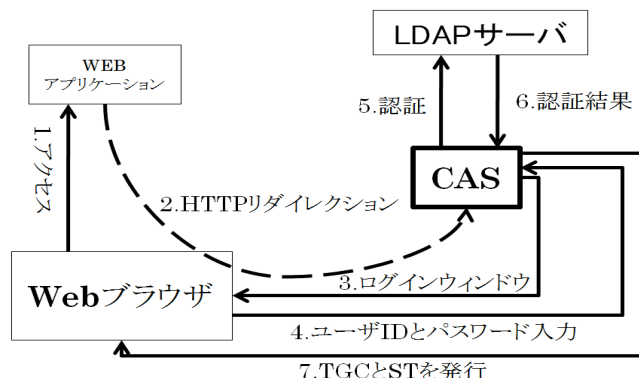 LDAPサーバ
WEB
アプリケーション
5.認証
6.認証結果
1.アクセス
CAS
2.HTTPリダイレクション
3.ログインウィンドウ
Webブラウザ
4.ユーザIDとパスワード入力
7.TGCとSTを発行